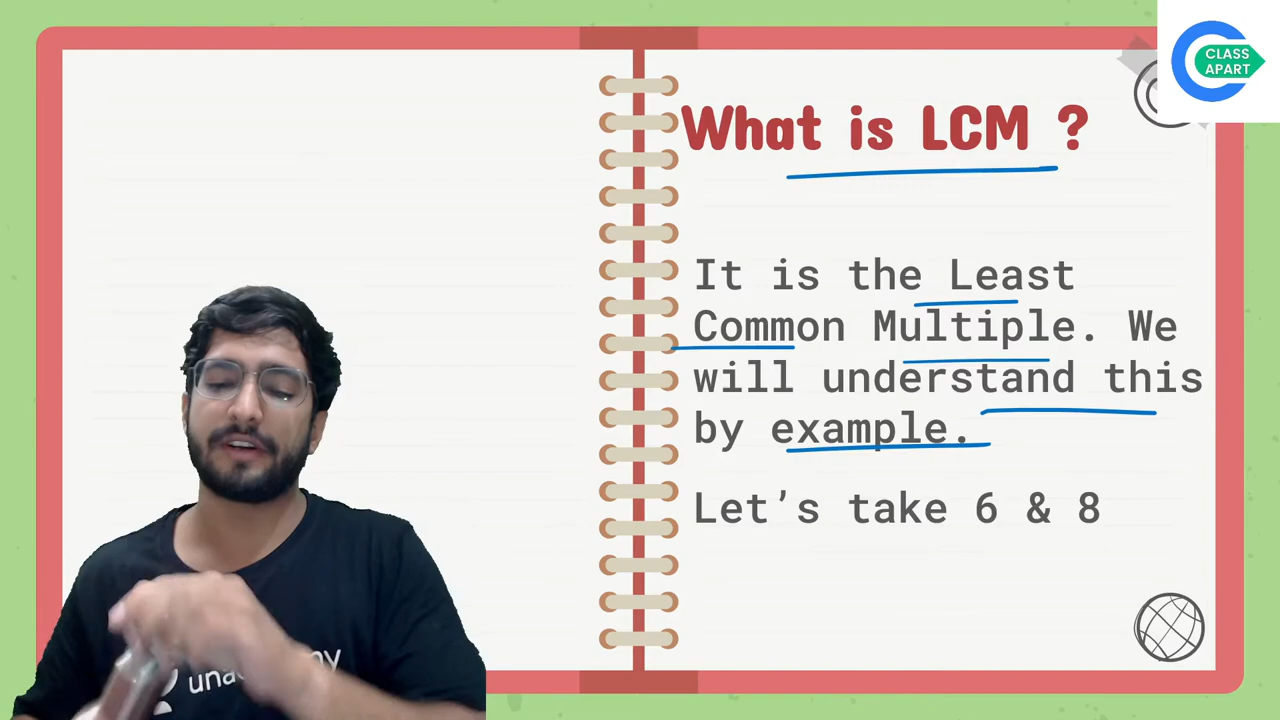 CLASS
APART
What is LCM ?
It is the Least
Common Multiple. We
will understand this
by example.
Let's take 6 & 8